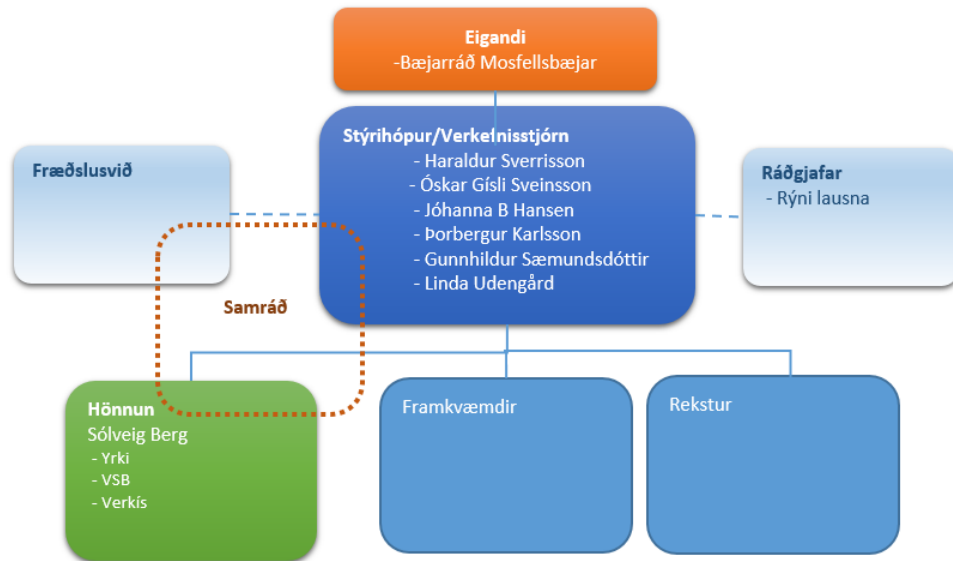 Eigandi
-Bæjarráð Mosfellsbæjar
Stýrihópur/Verkefnisstjórn
- Haraldur Sverrisson
- Óskar Gísli Sveinsson
- Jóhanna B Hansen
- Þorbergur Karlsson
- Gunnhildur Sæmundsdóttir
- Linda Udengård
Fræðslusvið
Ráðgjafar
- Rýni lausna
Samráð
Hönnun
Sólveig Berg
- Yrki
- VSB
- Verkís
Framkvæmdir
Rekstur